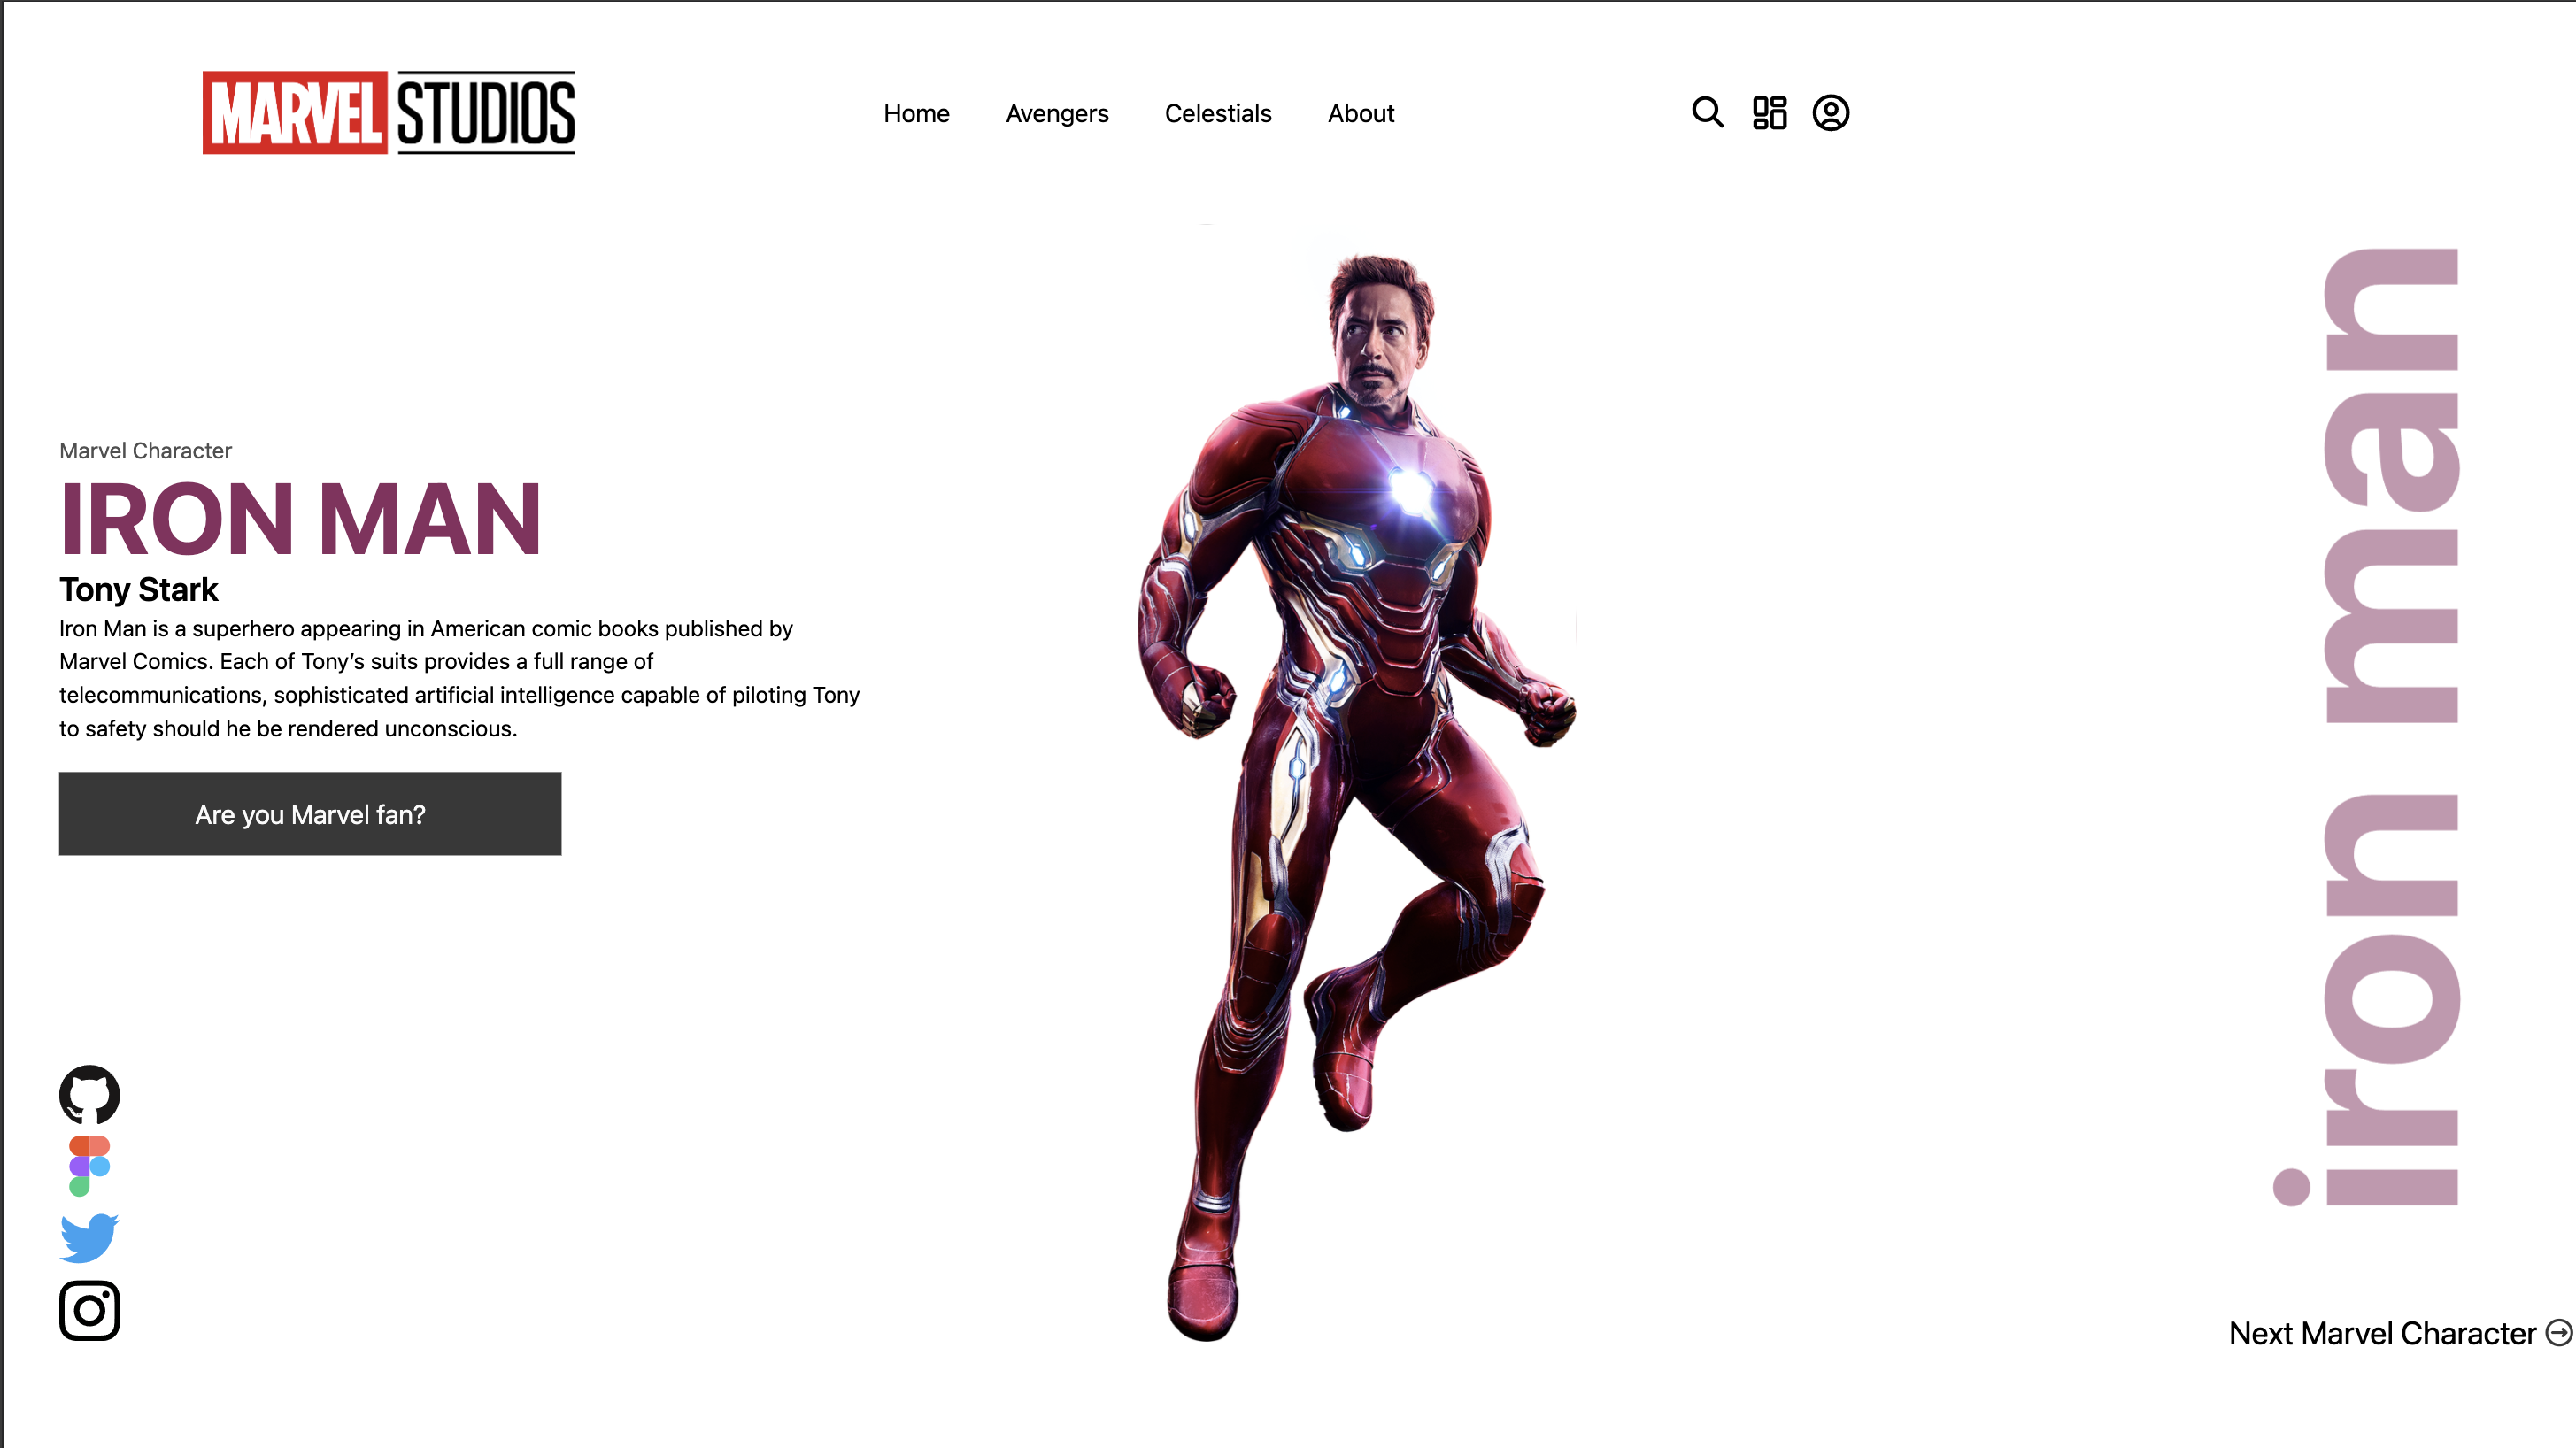 MARVEL STUDIOS
Home Avengers Celestials About
Marvel Character
IRON MAN
Tony Stark
Iron Man is a superhero appearing in American comic books published by
Marvel Comics. Each of Tony’s suits provides a full range of
telecommunications, sophisticated artificial intelligence capable of piloting Tony
to safety should he be rendered unconscious.
Are you Marvel fan?
iron man
Next Marvel Character